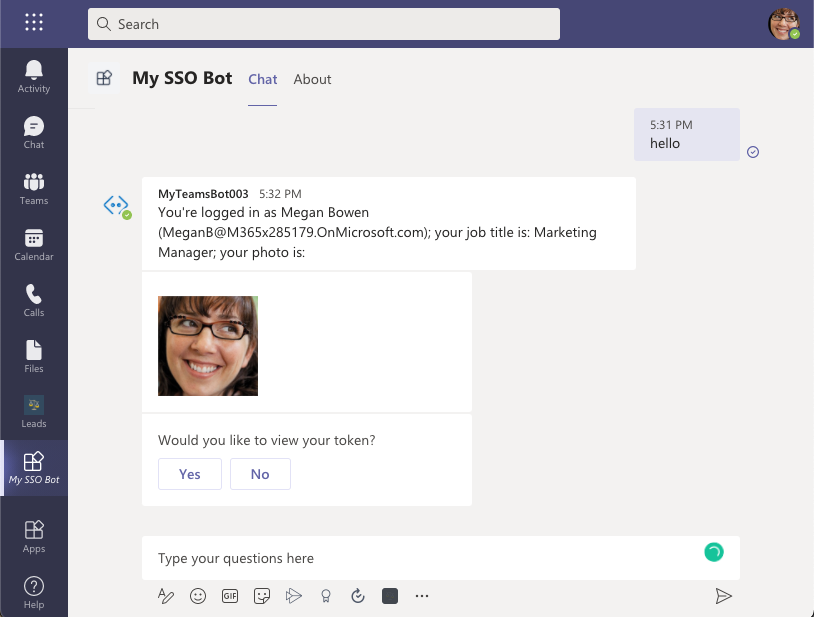 Search
Activity
Chat
Teams
Calendar
Calls
Files
Leads
My SSO Bot
Apps
Help
My SSO Bot Chat About
5:31 PM
hello
MyTeamsBot003 5:32 PM
You're logged in as Megan Bowen
(MeganB@M365x285179.OnMicrosoft.com); your job title is: Marketing
Manager; your photo is:
Would you like to view your token?
Yes No
Type your questions here
GIF